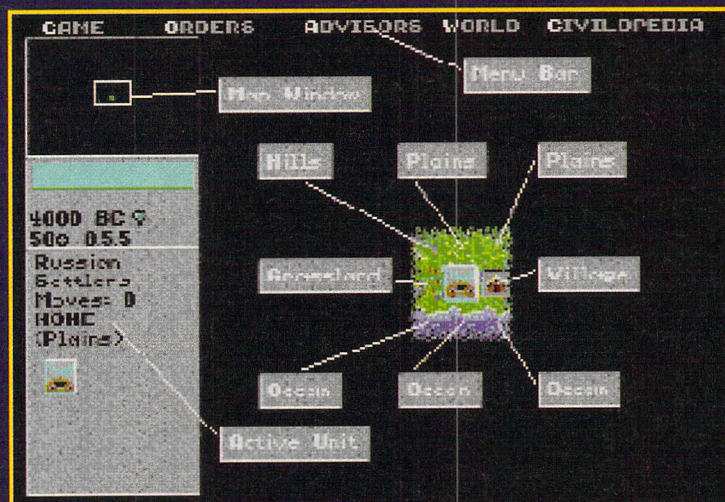 GAME ORDERS ADVISORS WORLD CIVILOPEDIA
Menu Bar
Map Window
Hills Plains Plains
4000 BC
50 0.5.5
Russian
Settlers
Moves: 0
NONE
(Plains)
Grassland Village
Ocean Ocean Ocean
Active Unit